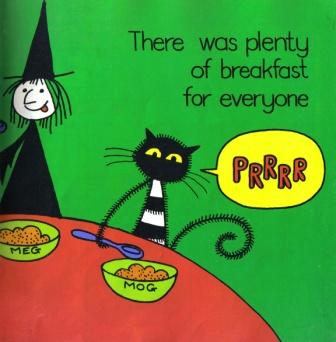 There was plenty
of breakfast
for everyone
PRRRR
MEG
MOG